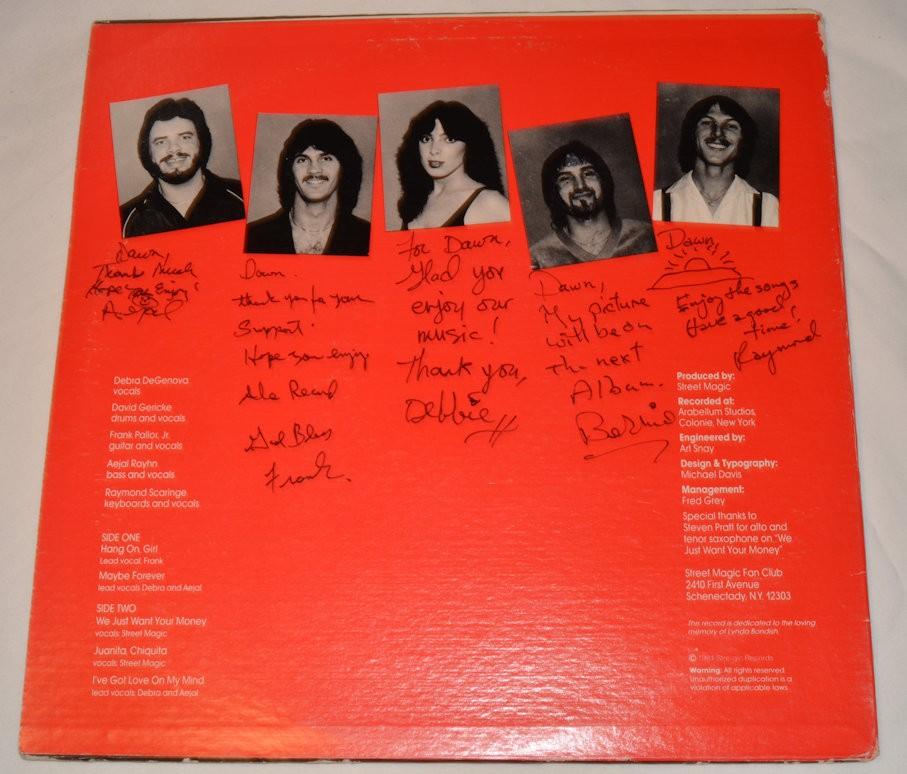 Dawn,
Thank Much
Hope you Enjoy!
Dawn.
thank you for your
Support.
Hope you enjoy
the Record
God Bless
Frank.
For Dawn,
Glad you
enjoy our
music!
Thank you,
Debbie
Dawn,
My picture
will be on
the next
Album.
Bernie
Dawn,
Enjoy the songs
Have a good
time!
Raymond
Debra DeGenova
vocals
David Gericke
drums and vocals
Frank Pallor, Jr.
guitar and vocals
Aejal Rayhn
bass and vocals
Raymond Scaringe
keyboards and vocals
SIDE ONE
Hang On, Girl
Lead vocal: Frank
Maybe Forever
lead vocals Debra and Aejal
SIDE TWO
We Just Want Your Money
vocals: Street Magic
Juanita, Chiquita
vocals: Street Magic
I've Got Love On My Mind
lead vocals: Debra and Aejal
Produced by:
Street Magic
Recorded at:
Arabellum Studios,
Colonie, New York
Engineered by:
Art Snay
Design & Typography:
Michael Davis
Management:
Fred Grey
Special thanks to
Steven Pratt for alto and
tenor saxophone on "We
Just Want Your Money"
Street Magic Fan Club
2410 First Avenue
Schenectady, N.Y. 12303
This record is dedicated to the loving
memory of Lynda Bondish.
© 1981 Records
Warning: All rights reserved.
Unauthorized duplication is a
violation of applicable laws.